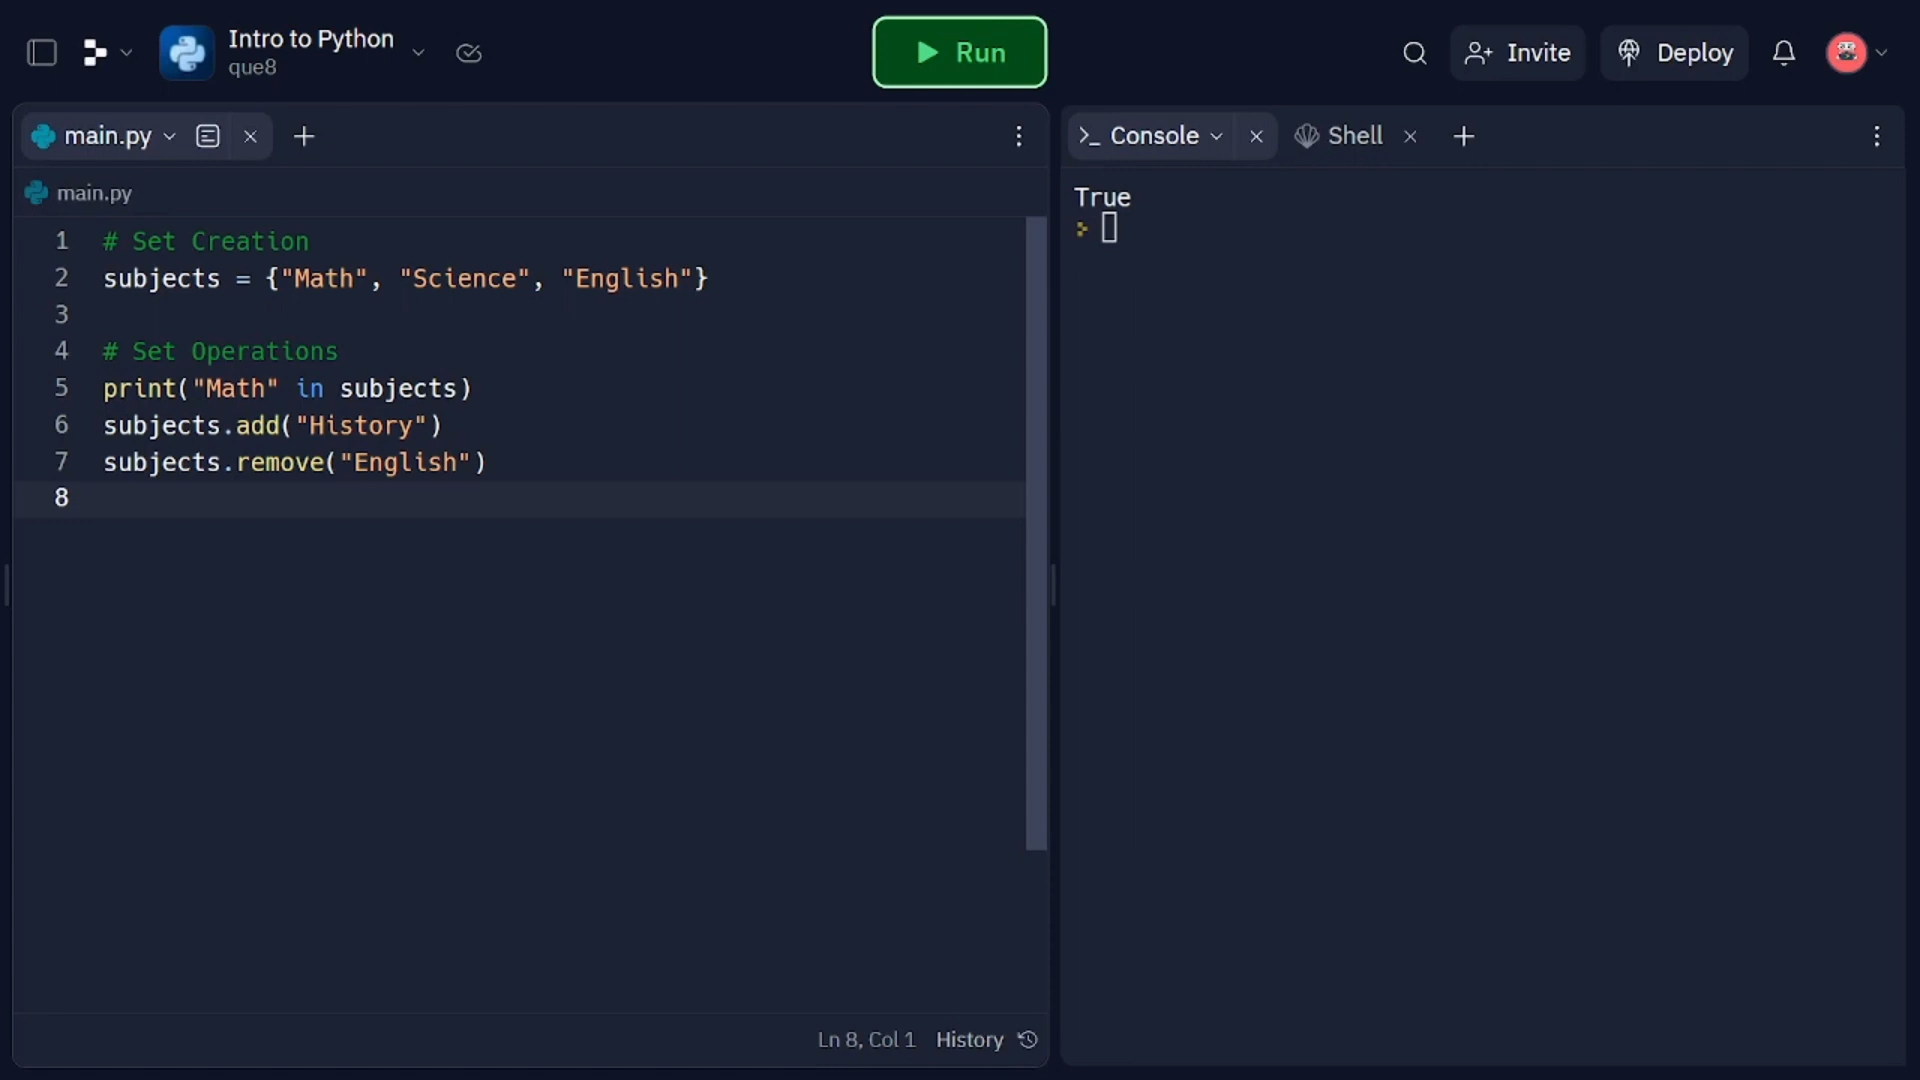 Intro to Python
que8
Run
Invite
Deploy
main.py
Console
Shell
main.py
1 # Set Creation
2 subjects = {"Math", "Science", "English"}
3
4 # Set Operations
5 print("Math" in subjects)
6 subjects.add("History")
7 subjects.remove("English")
8
Ln 8, Col 1 History
>_
True